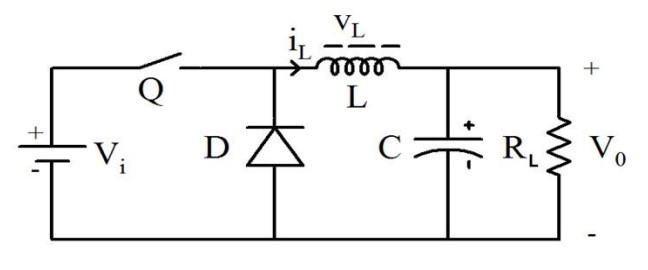 v_L
i_L
+
Q
L
+
V_i
-
D
C
+
-
R_L
V_0
-